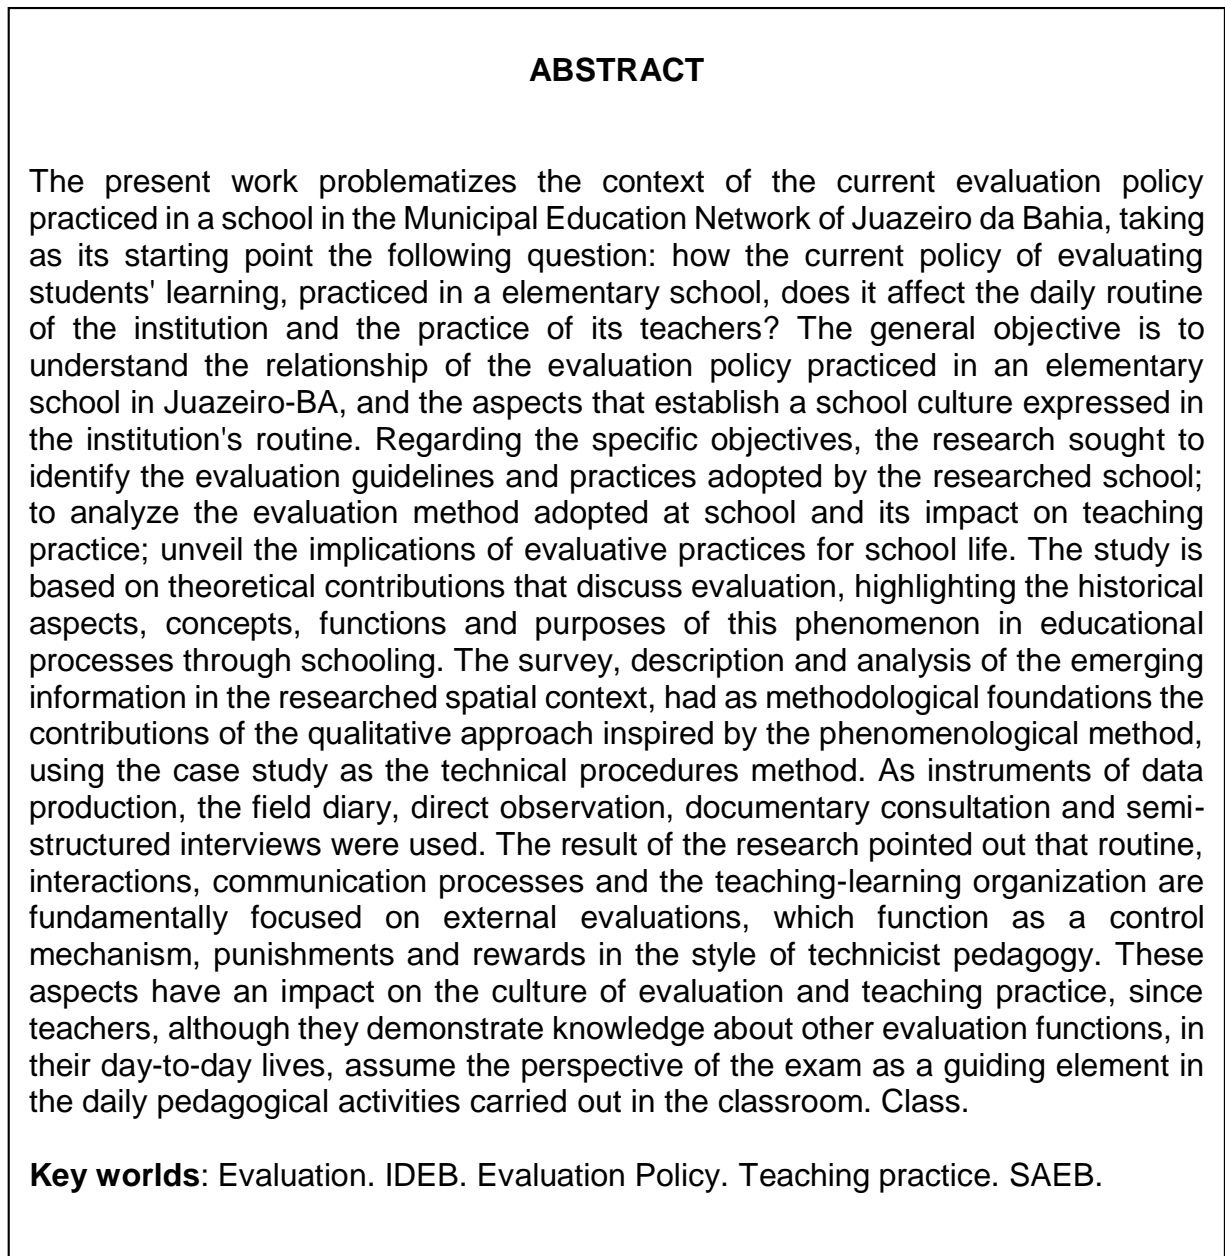 ABSTRACT
The present work problematizes the context of the current evaluation policy
practiced in a school in the Municipal Education Network of Juazeiro da Bahia, taking
as its starting point the following question: how the current policy of evaluating
students' learning, practiced in a elementary school, does it affect the daily routine
of the institution and the practice of its teachers? The general objective is to
understand the relationship of the evaluation policy practiced in an elementary
school in Juazeiro-BA, and the aspects that establish a school culture expressed in
the institution's routine. Regarding the specific objectives, the research sought to
identify the evaluation guidelines and practices adopted by the researched school;
to analyze the evaluation method adopted at school and its impact on teaching
practice; unveil the implications of evaluative practices for school life. The study is
based on theoretical contributions that discuss evaluation, highlighting the historical
aspects, concepts, functions and purposes of this phenomenon in educational
processes through schooling. The survey, description and analysis of the emerging
information in the researched spatial context, had as methodological foundations the
contributions of the qualitative approach inspired by the phenomenological method,
using the case study as the technical procedures method. As instruments of data
production, the field diary, direct observation, documentary consultation and semi-
structured interviews were used. The result of the research pointed out that routine,
interactions, communication processes and the teaching-learning organization are
fundamentally focused on external evaluations, which function as a control
mechanism, punishments and rewards in the style of technicist pedagogy. These
aspects have an impact on the culture of evaluation and teaching practice, since
teachers, although they demonstrate knowledge about other evaluation functions, in
their day-to-day lives, assume the perspective of the exam as a guiding element in
the daily pedagogical activities carried out in the classroom. Class.
Key worlds: Evaluation. IDEB. Evaluation Policy. Teaching practice. SAEB.